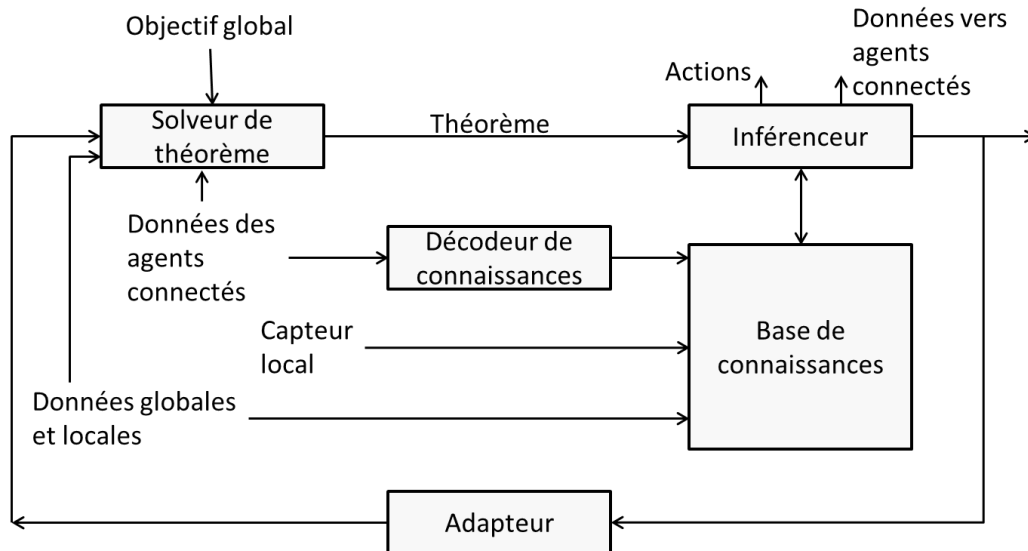 Objectif global
Données vers
agents
connectés
Actions
Solveur de
théorème
Théorème
Inférenceur
Données des
agents
connectés
Décodeur de
connaissances
Capteur
local
Base de
connaissances
Données globales
et locales
Adapteur